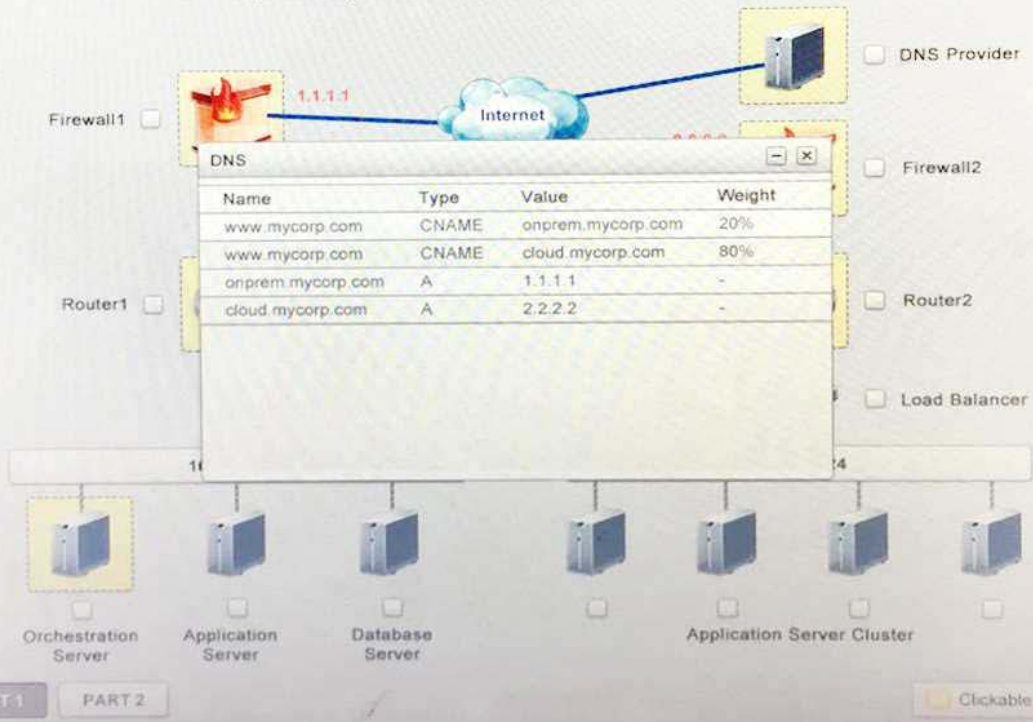 DNS Provider
1.1.1.1
Firewall1
Internet
Firewall2
DNS
Name Type Value Weight
www.mycorp.com CNAME onprem.mycorp.com 20%
www.mycorp.com CNAME cloud.mycorp.com 80%
onprem.mycorp.com A 1.1.1.1 -
cloud.mycorp.com A 2.2.2.2 -
Router1
Router2
Load Balancer
Orchestration Server
Application Server
Database Server
Application Server Cluster
PART 2
Clickable